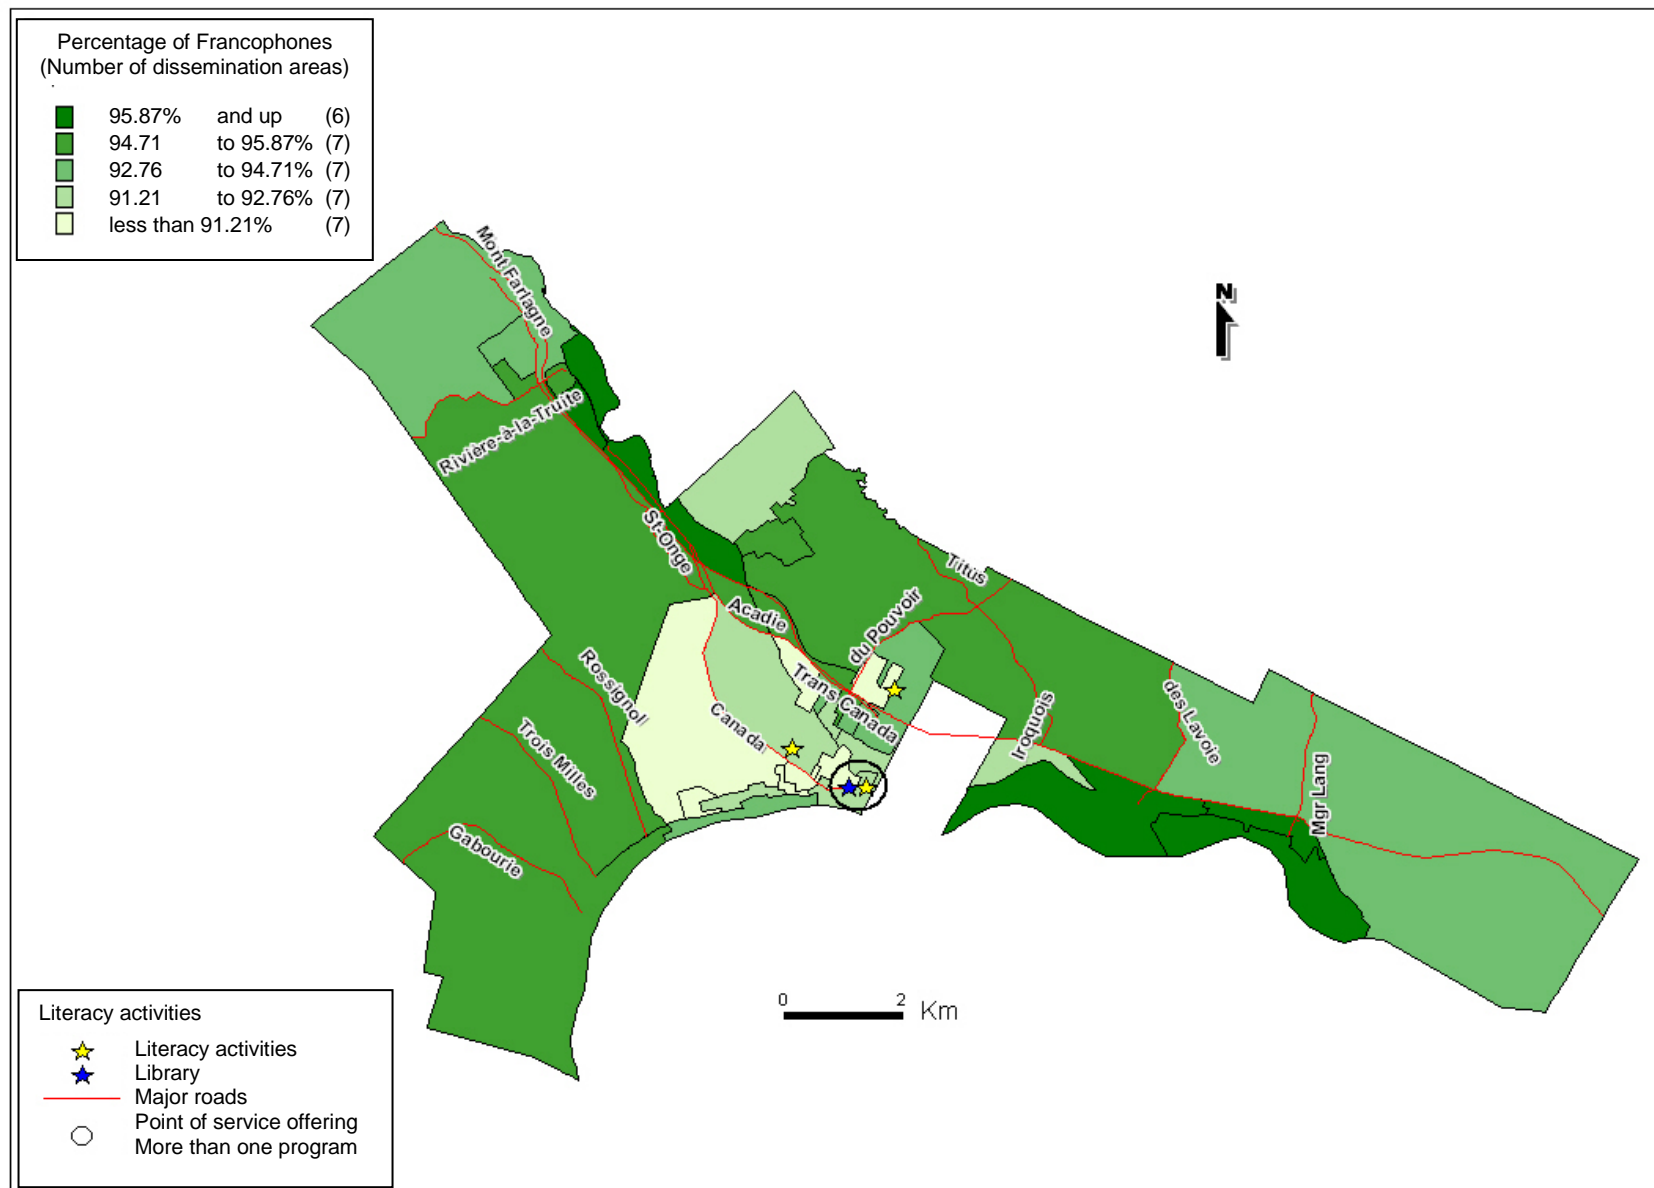 Percentage of Francophones
(Number of dissemination areas)
95.87% and up (6)
94.71 to 95.87% (7)
92.76 to 94.71% (7)
91.21 to 92.76% (7)
less than 91.21% (7)
Mont Farlagne
N
Rivière-à-la-Truite
St-Onge
Titus
Acadie
du Pouvoir
Rossignol
Trans Canada
Canada
Iroquois
des Lavoie
Trois Milles
Mgr Lang
Gabourie
0 2 Km
Literacy activities
Literacy activities
Library
Major roads
Point of service offering
More than one program